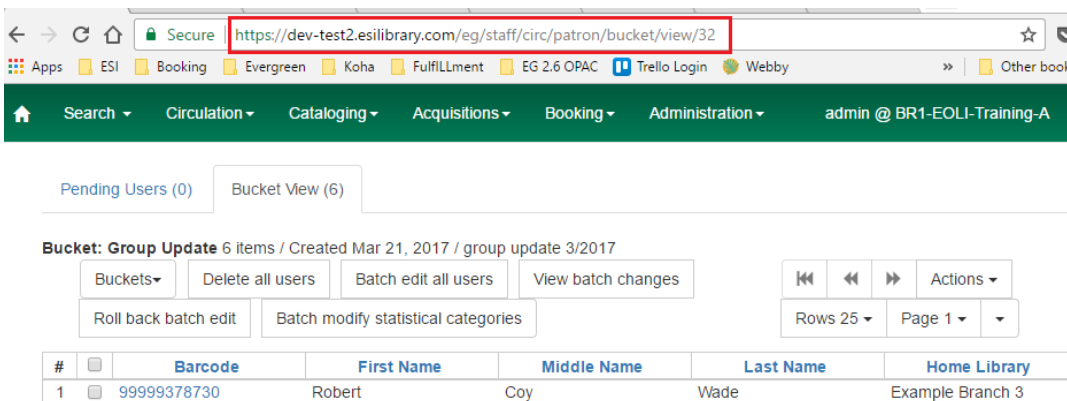 Secure https://dev-test2.esilibrary.com/eg/staff/circ/patron/bucket/view/32
Apps ESI Booking Evergreen Koha FulfILLment EG 2.6 OPAC Trello Login Webby » Other book
Search Circulation Cataloging Acquisitions Booking Administration admin @ BR1-EOLI-Training-A
Pending Users (0) Bucket View (6)
Bucket: Group Update 6 items / Created Mar 21, 2017 / group update 3/2017
Buckets Delete all users Batch edit all users View batch changes Actions
Roll back batch edit Batch modify statistical categories Rows 25 Page 1
# Barcode First Name Middle Name Last Name Home Library
1 99999378730 Robert Coy Wade Example Branch 3